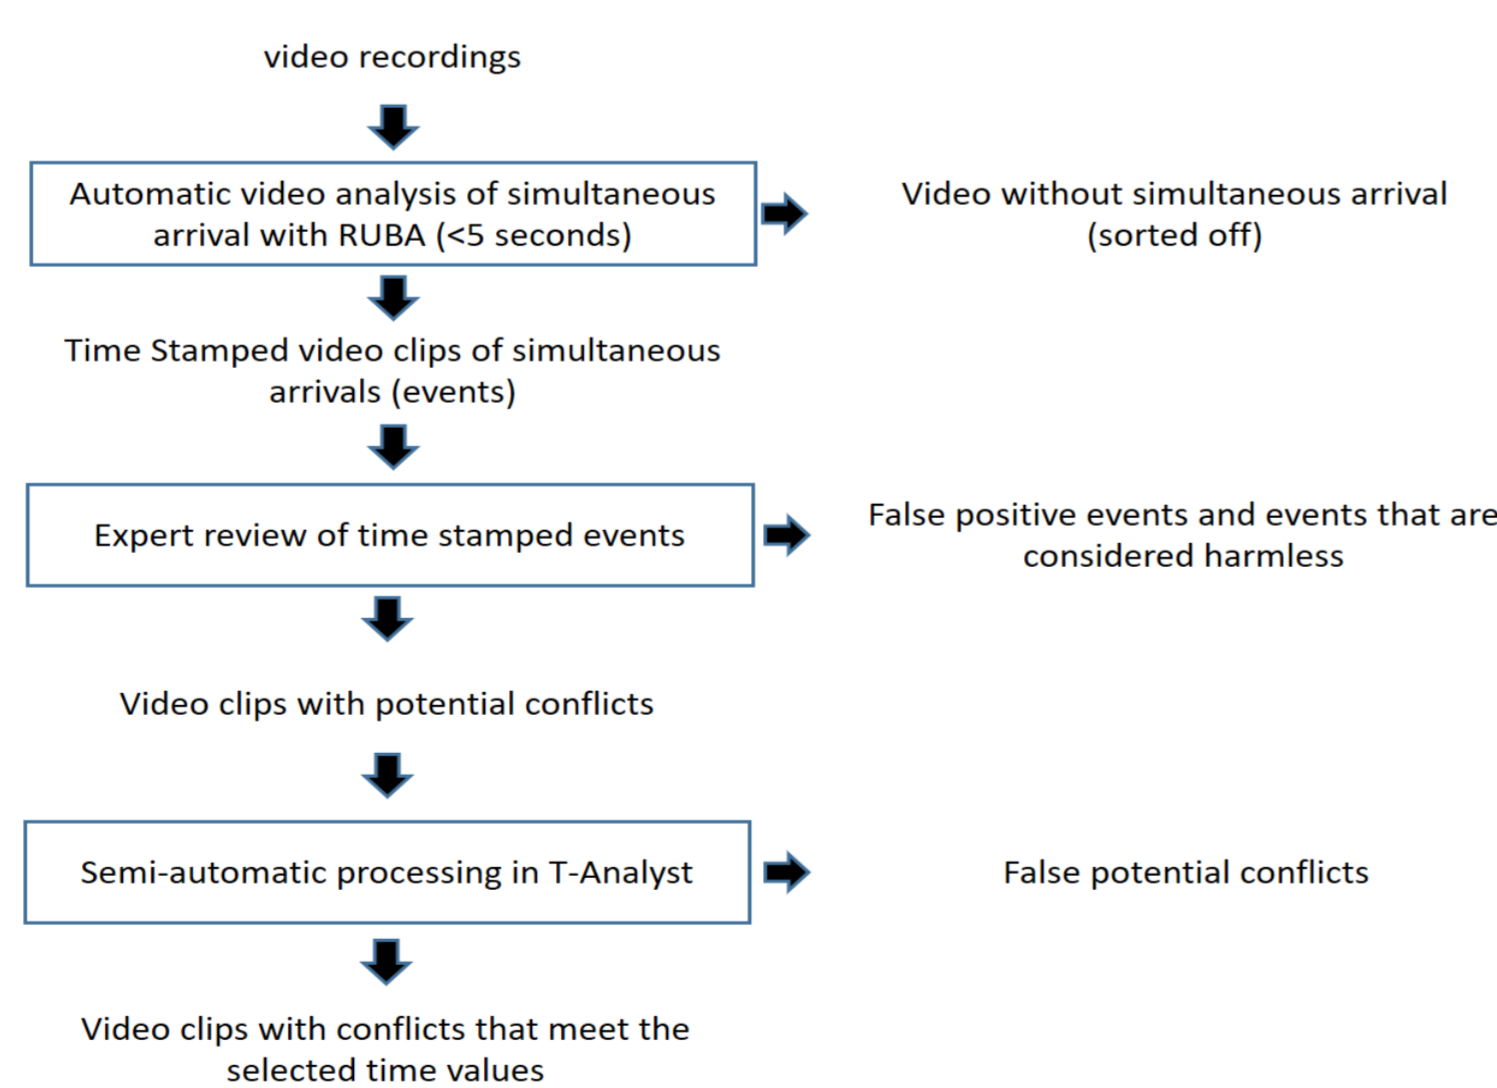 video recordings
Automatic video analysis of simultaneous
arrival with RUBA (<5 seconds)
Video without simultaneous arrival
(sorted off)
Time Stamped video clips of simultaneous
arrivals (events)
Expert review of time stamped events
False positive events and events that are
considered harmless
Video clips with potential conflicts
Semi-automatic processing in T-Analyst
False potential conflicts
Video clips with conflicts that meet the
selected time values